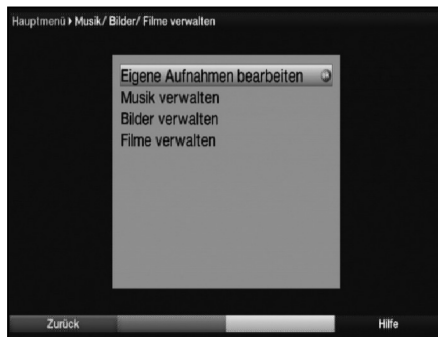 Hauptmenü Musik/ Bilder/ Filme verwalten
Eigene Aufnahmen bearbeiten
Musik verwalten
Bilder verwalten
Filme verwalten
Zurück Hilfe